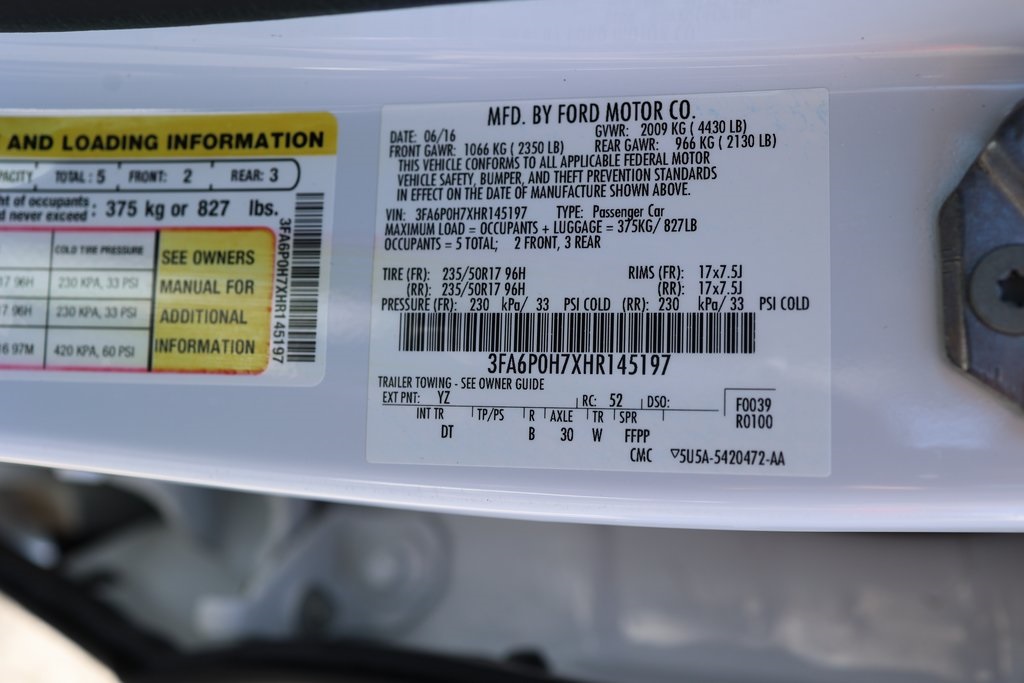 AND LOADING INFORMATION
TOTAL : 5 FRONT: 2 REAR: 3
of occupants
never exceed : 375 kg or 827 lbs.
COLD TIRE PRESSURE
96H 230 KPA, 33 PSI
96H 230 KPA, 33 PSI
97M 420 KPA, 60 PSI
SEE OWNERS
MANUAL FOR
ADDITIONAL
INFORMATION
3FA6P0H7XHR145197
MFD. BY FORD MOTOR CO.
DATE: 06/16 GVWR: 2009 KG ( 4430 LB)
FRONT GAWR: 1066 KG ( 2350 LB) REAR GAWR: 966 KG ( 2130 LB)
THIS VEHICLE CONFORMS TO ALL APPLICABLE FEDERAL MOTOR
VEHICLE SAFETY, BUMPER, AND THEFT PREVENTION STANDARDS
IN EFFECT ON THE DATE OF MANUFACTURE SHOWN ABOVE.
VIN: 3FA6P0H7XHR145197 TYPE: Passenger Car
MAXIMUM LOAD = OCCUPANTS + LUGGAGE = 375KG/ 827LB
OCCUPANTS = 5 TOTAL; 2 FRONT, 3 REAR
TIRE (FR): 235/50R17 96H RIMS (FR): 17x7.5J
(RR): 235/50R17 96H (RR): 17x7.5J
PRESSURE (FR): 230 kPa/ 33 PSI COLD (RR): 230 kPa/ 33 PSI COLD
3FA6P0H7XHR145197
TRAILER TOWING - SEE OWNER GUIDE
EXT PNT: YZ RC: 52 DSO:
INT TR TP/PS R AXLE TR SPR
DT B 30 W FFPP
F0039
R0100
CMC ▽5U5A-5420472-AA